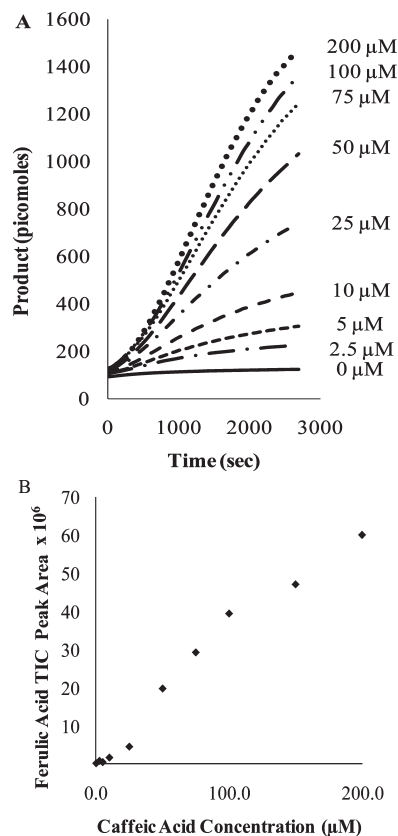 A
1600
1400
1200
1000
800
600
400
200
0
Product (picomoles)
200 µM
100 µM
75 µM
50 µM
25 µM
10 µM
5 µM
2.5 µM
0 µM
0 1000 2000 3000
Time (sec)
B
70
60
50
40
30
20
10
Ferulic Acid TIC Peak Area x 10⁶
0.0 100.0 200.0
Caffeic Acid Concentration (µM)